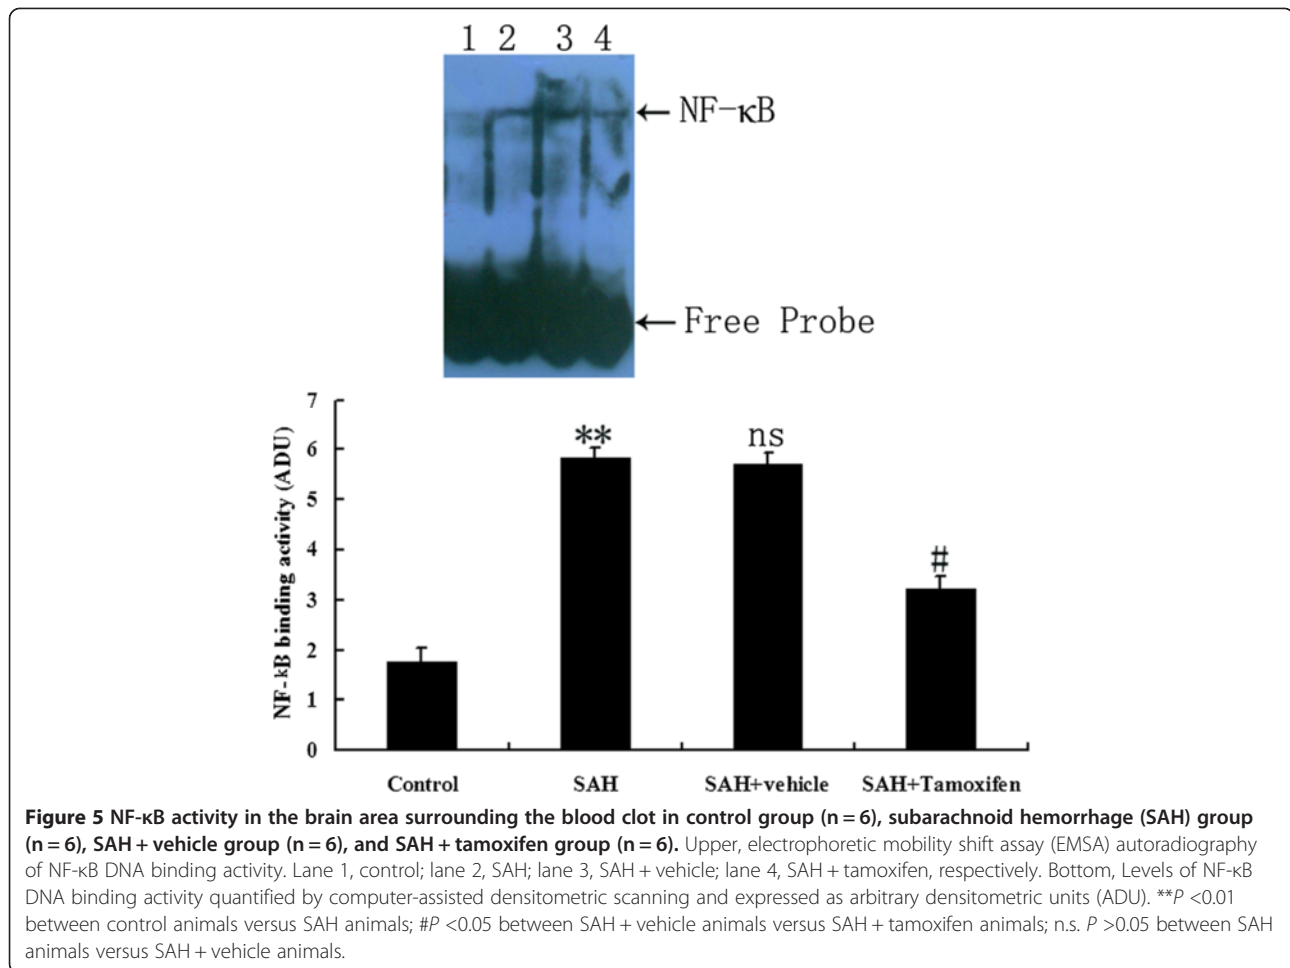 1 2 3 4
← NF-κB
← Free Probe
NF-kB binding activity (ADU)
7
6
5
4
3
2
1
0
**
ns
#
Control SAH SAH+vehicle SAH+Tamoxifen
Figure 5 NF-κB activity in the brain area surrounding the blood clot in control group (n = 6), subarachnoid hemorrhage (SAH) group
(n = 6), SAH + vehicle group (n = 6), and SAH + tamoxifen group (n = 6). Upper, electrophoretic mobility shift assay (EMSA) autoradiography
of NF-κB DNA binding activity. Lane 1, control; lane 2, SAH; lane 3, SAH + vehicle; lane 4, SAH + tamoxifen, respectively. Bottom, Levels of NF-κB
DNA binding activity quantified by computer-assisted densitometric scanning and expressed as arbitrary densitometric units (ADU). **P <0.01
between control animals versus SAH animals; #P <0.05 between SAH + vehicle animals versus SAH + tamoxifen animals; n.s. P >0.05 between SAH
animals versus SAH + vehicle animals.